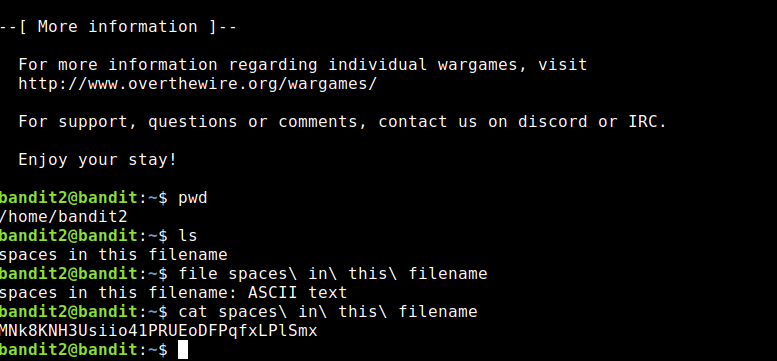 --[ More information ]--
For more information regarding individual wargames, visit
http://www.overthewire.org/wargames/
For support, questions or comments, contact us on discord or IRC.
Enjoy your stay!
bandit2@bandit:~$ pwd
/home/bandit2
bandit2@bandit:~$ ls
spaces in this filename
bandit2@bandit:~$ file spaces\ in\ this\ filename
spaces in this filename: ASCII text
bandit2@bandit:~$ cat spaces\ in\ this\ filename
MNk8KNH3Usiio41PRUEoDFPqfxLPlSmx
bandit2@bandit:~$